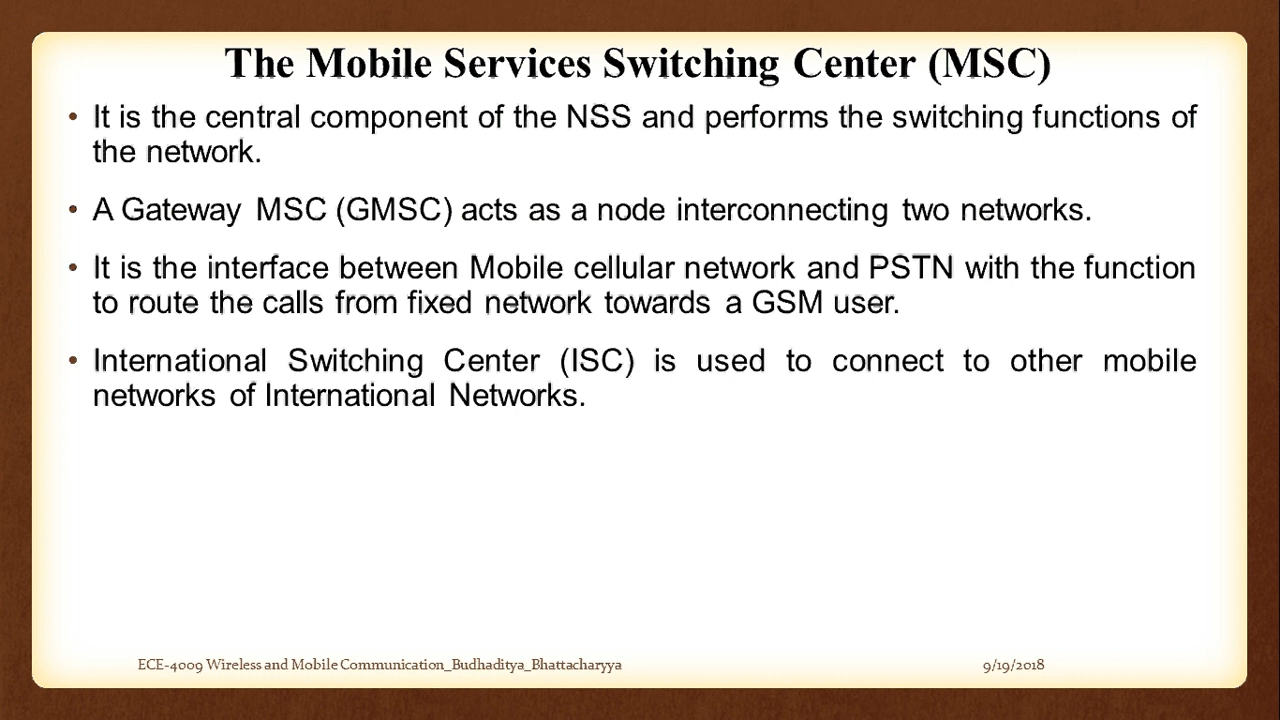 The Mobile Services Switching Center (MSC)
• It is the central component of the NSS and performs the switching functions of
the network.
• A Gateway MSC (GMSC) acts as a node interconnecting two networks.
• It is the interface between Mobile cellular network and PSTN with the function
to route the calls from fixed network towards a GSM user.
• International Switching Center (ISC) is used to connect to other mobile
networks of International Networks.
ECE-4009 Wireless and Mobile Communication_Budhaditya_Bhattacharyya 9/19/2018